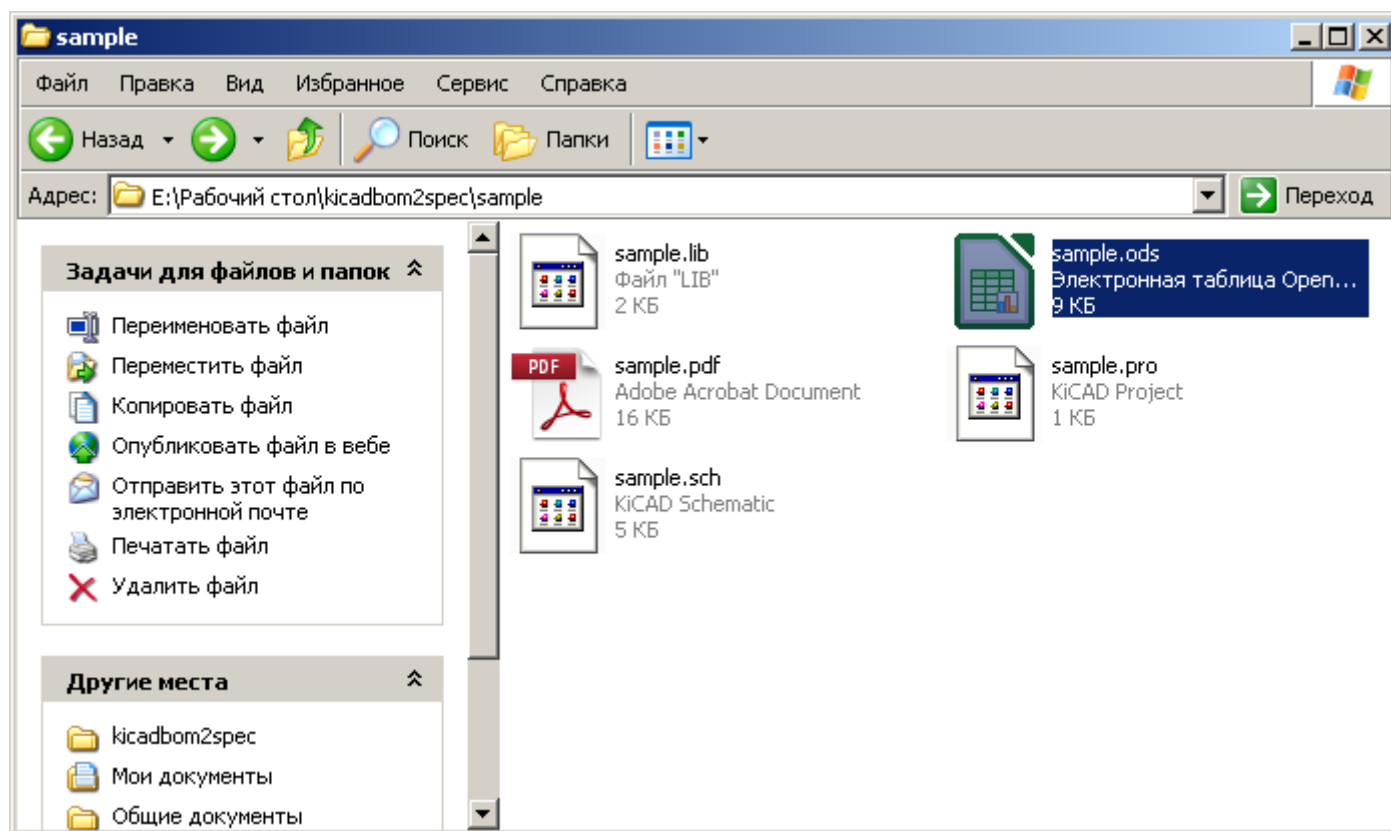 sample
Файл Правка Вид Избранное Сервис Справка
Назад Поиск Папки
Адрес: E:\Рабочий стол\kicadbom2spec\sample Переход
Задачи для файлов и папок
Переименовать файл
Переместить файл
Копировать файл
Опубликовать файл в вебе
Отправить этот файл по
электронной почте
Печатать файл
Удалить файл
Другие места
kicadbom2spec
Мои документы
Общие документы
sample.lib
Файл "LIB"
2 КБ
sample.ods
Электронная таблица Open...
9 КБ
PDF
sample.pdf
Adobe Acrobat Document
16 КБ
sample.pro
KiCAD Project
1 КБ
sample.sch
KiCAD Schematic
5 КБ